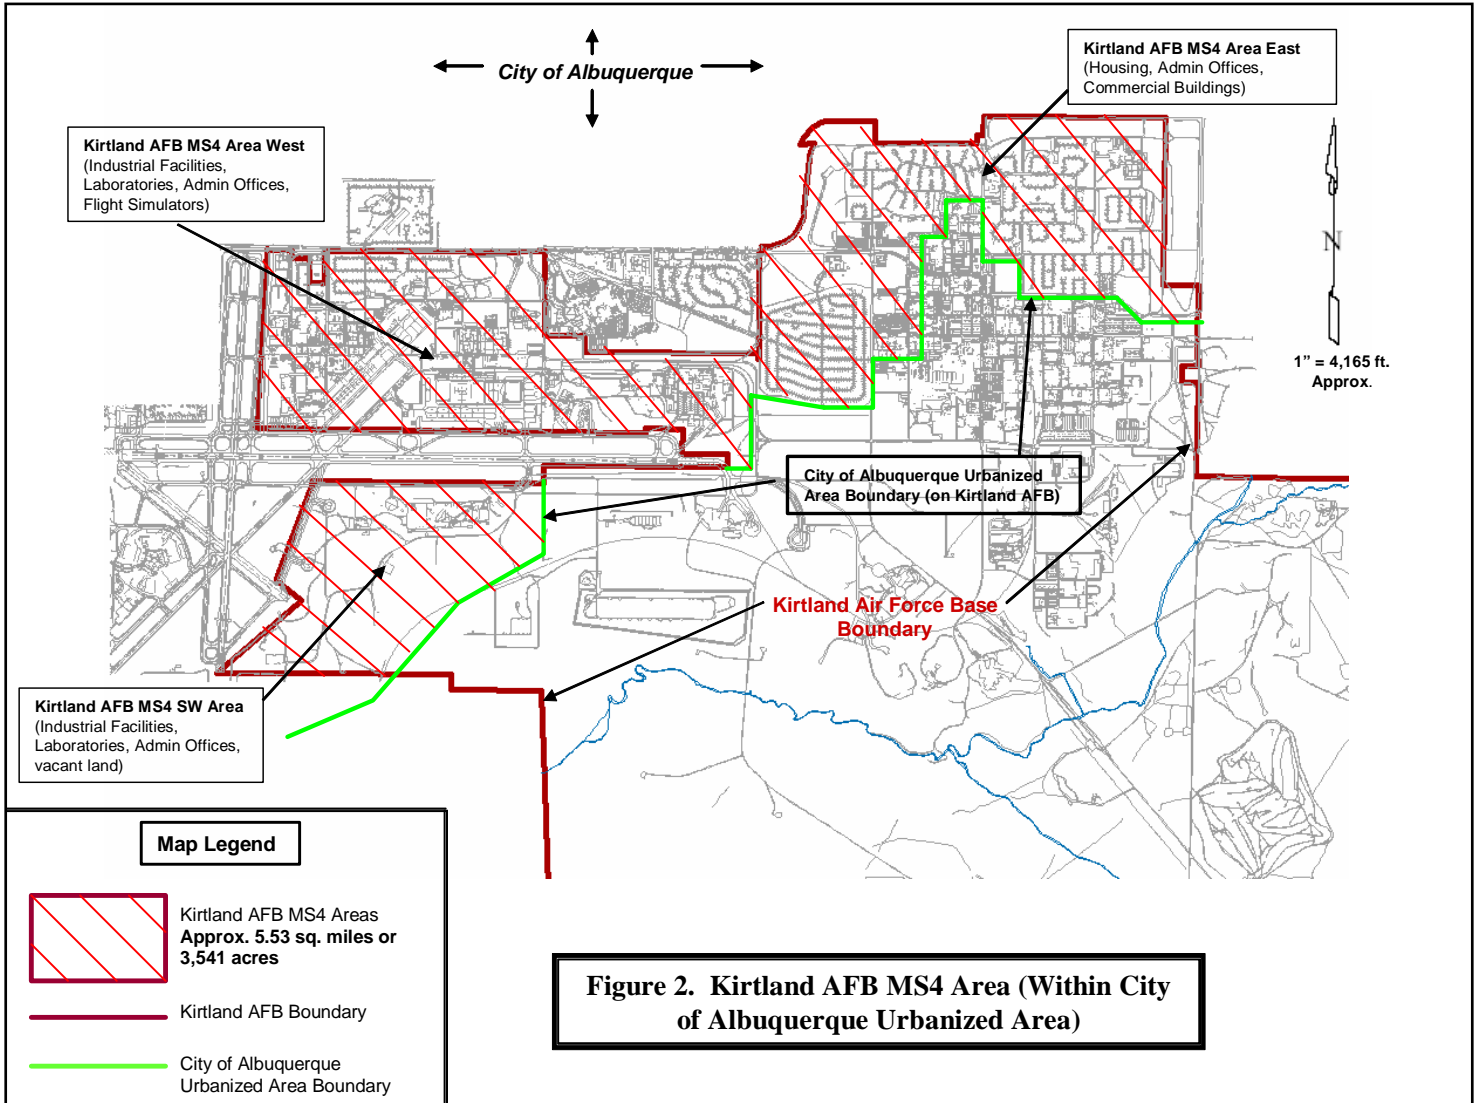 City of Albuquerque
Kirtland AFB MS4 Area East
(Housing, Admin Offices,
Commercial Buildings)
Kirtland AFB MS4 Area West
(Industrial Facilities,
Laboratories, Admin Offices,
Flight Simulators)
N
1” = 4,165 ft.
Approx.
City of Albuquerque Urbanized
Area Boundary (on Kirtland AFB)
Kirtland Air Force Base
Boundary
Kirtland AFB MS4 SW Area
(Industrial Facilities,
Laboratories, Admin Offices,
vacant land)
Map Legend
Kirtland AFB MS4 Areas
Approx. 5.53 sq. miles or
3,541 acres
Kirtland AFB Boundary
City of Albuquerque
Urbanized Area Boundary
Figure 2.  Kirtland AFB MS4 Area (Within City
of Albuquerque Urbanized Area)